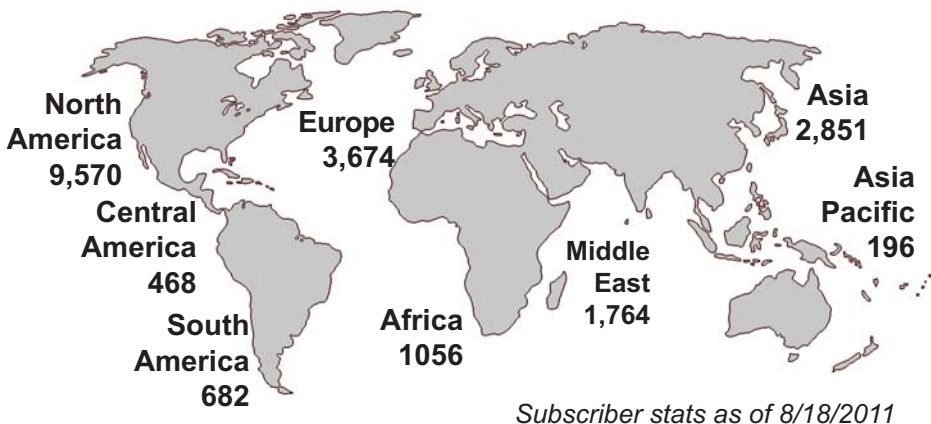 North
America
9,570
Central
America
468
South
America
682
Europe
3,674
Africa
1056
Middle
East
1,764
Asia
2,851
Asia
Pacific
196
Subscriber stats as of 8/18/2011